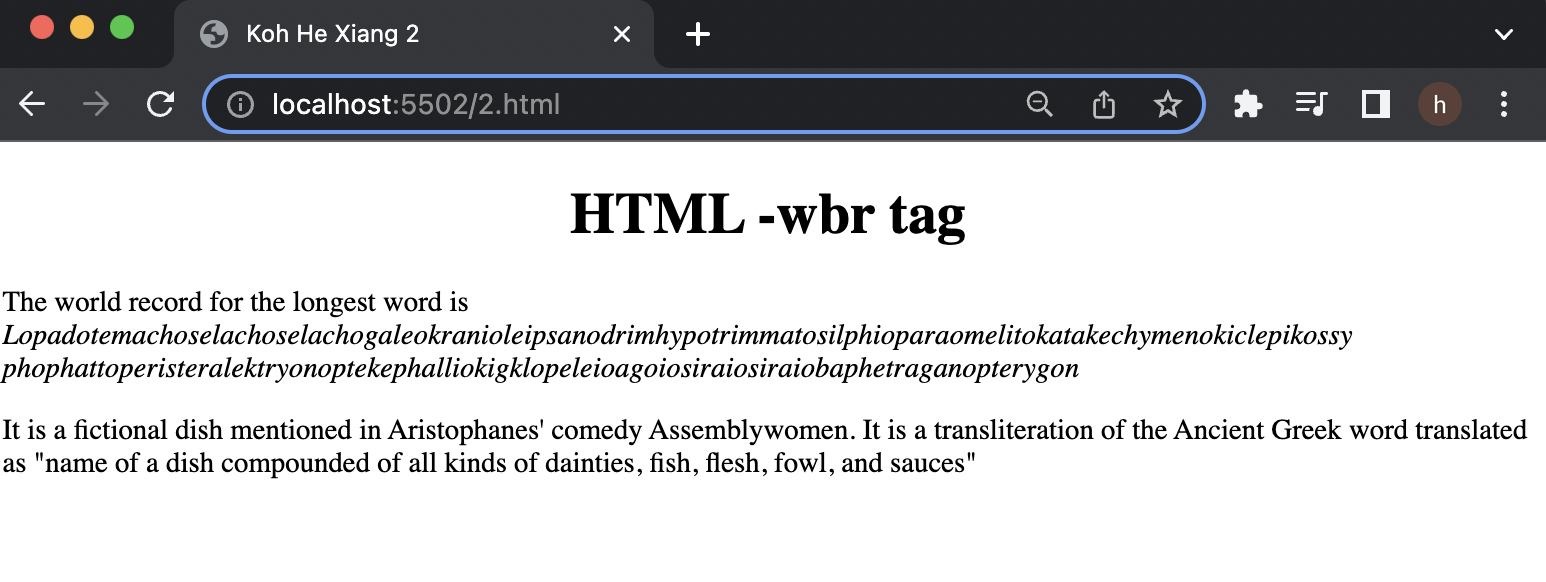 Koh He Xiang 2
localhost:5502/2.html
h
HTML -wbr tag
The world record for the longest word is
Lopadotemachoselachoselachogaleokranioleipsanodrimhypotrimmatosilphioparaomelitokatakechymenokiclepikossy
phophattoperisteralektryonoptekephalliokigklopeleioagoiosiraiosiraiobaphetraganopterygon
It is a fictional dish mentioned in Aristophanes' comedy Assemblywomen. It is a transliteration of the Ancient Greek word translated
as "name of a dish compounded of all kinds of dainties, fish, flesh, fowl, and sauces"